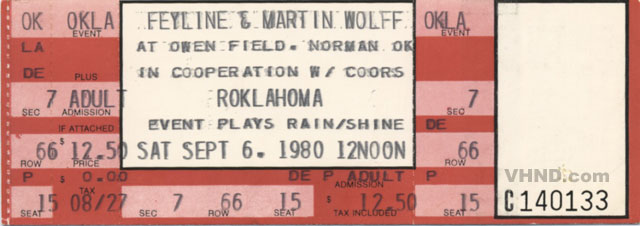 OK OKLA FEYLINE & MARTIN WOLFF OKLA
EVENT EVENT
LA AT OWEN FIELD. NORMAN OK
DE PLUS IN COOPERATION W/ COORS
7 ADULT ROKLAHOMA 7
SEC ADMISSION SEC
IF ATTACHED EVENT PLAYS RAIN/SHINE DE
66 $ 12.50 SAT SEPT 6. 1980 12NOON 66
ROW PRICE ROW
P $ 0.00 DE P ADULT P
TAX ADMISSION
15 08/27 7 66 15 $ 12.50 15
SEAT SEC ROW SEAT TAX INCLUDED SEAT
VHND.com
C140133